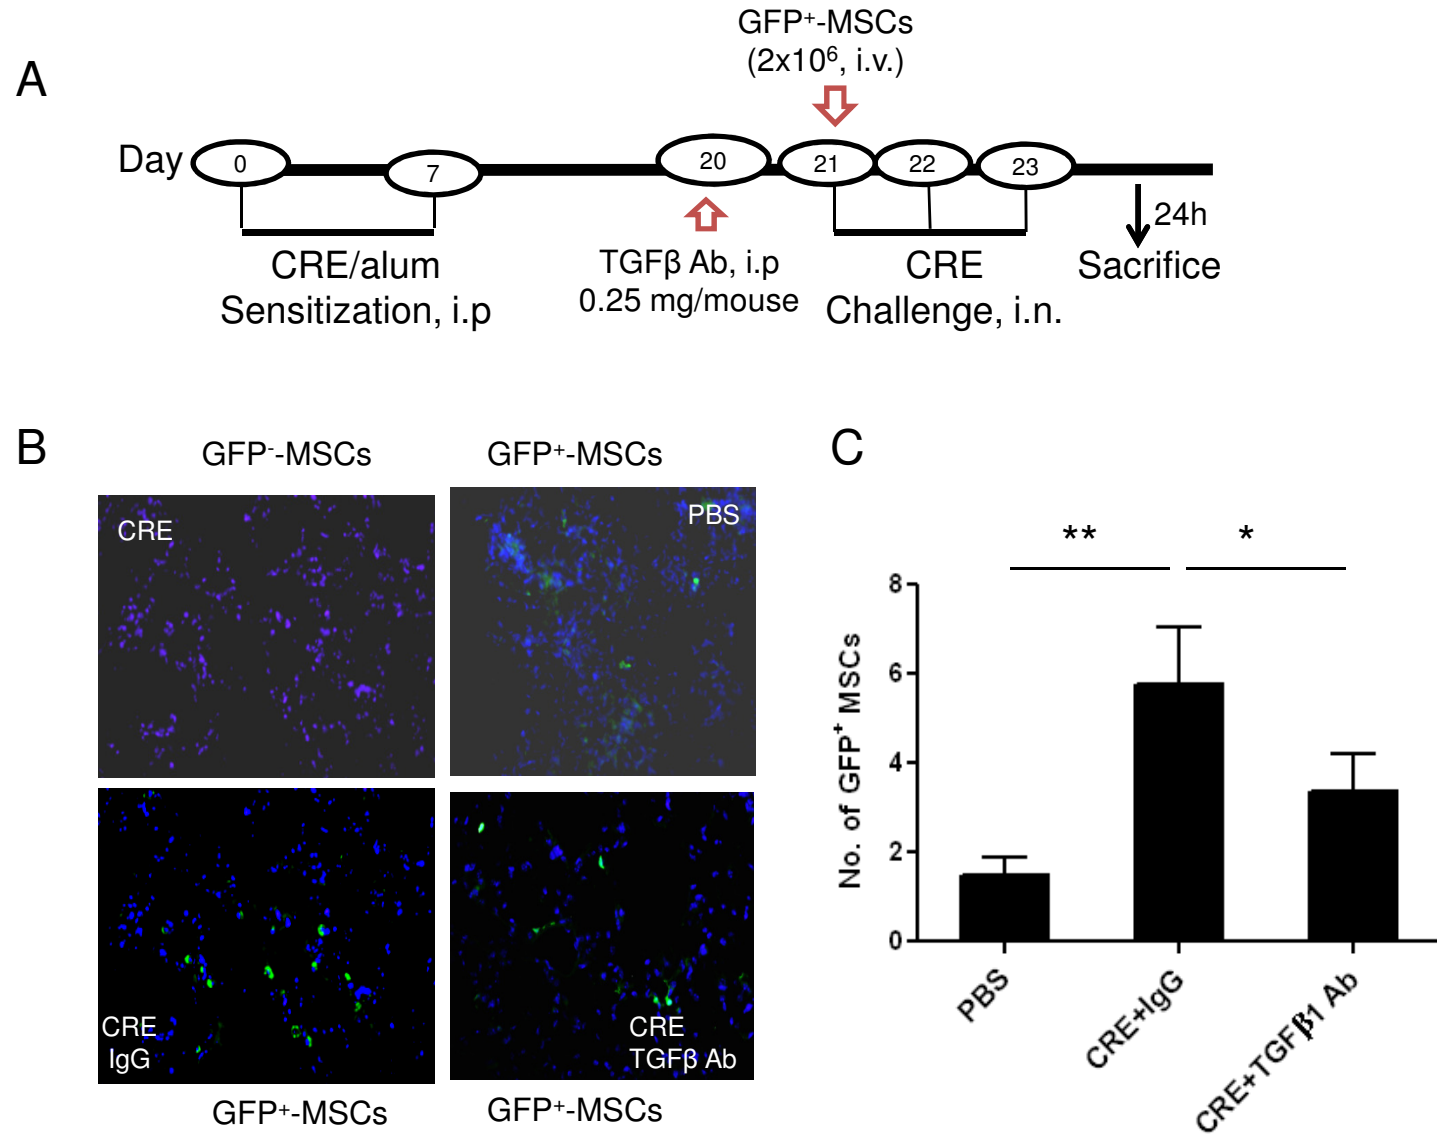 A
GFP⁺-MSCs
(2x10⁶, i.v.)
Day
0
7
20
21
22
23
24h
CRE/alum
Sensitization, i.p
TGFβ Ab, i.p
0.25 mg/mouse
CRE
Challenge, i.n.
Sacrifice
B
GFP⁻-MSCs
GFP⁺-MSCs
CRE
PBS
CRE
IgG
CRE
TGFβ Ab
GFP⁺-MSCs
GFP⁺-MSCs
C
**
*
No. of GFP⁺ MSCs
8
6
4
2
0
PBS
CRE+IgG
CRE+TGFβ1 Ab